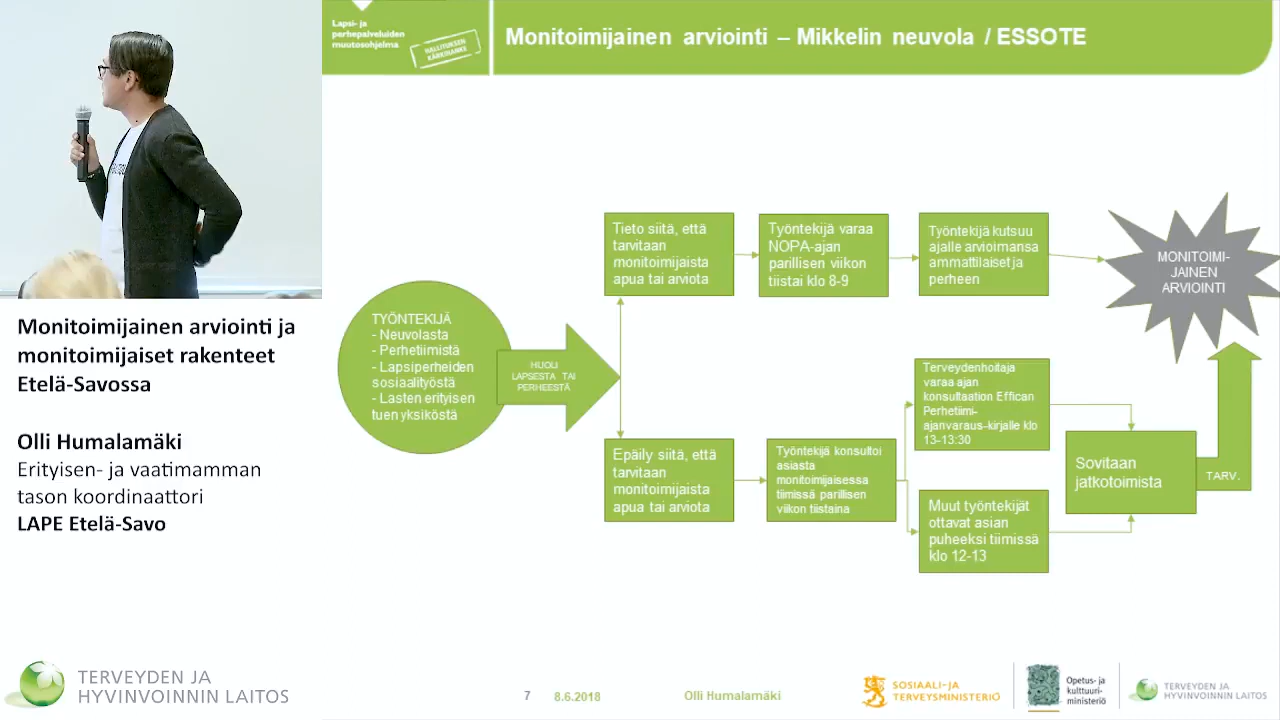 Lapsi- ja
perhepalveluiden
muutosohjelma
HALLITUKSEN
KÄRKIHANKE
Monitoimijainen arviointi – Mikkelin neuvola / ESSOTE
Monitoimijainen arviointi ja
monitoimijaiset rakenteet
Etelä-Savossa
Olli Humalamäki
Erityisen- ja vaatimamman
tason koordinaattori
LAPE Etelä-Savo
TYÖNTEKIJÄ
- Neuvolasta
- Perhetiimistä
- Lapsiperheiden
sosiaalityöstä
- Lasten erityisen
tuen yksiköstä
HUOLI
LAPSESTA TAI
PERHEESTÄ
Tieto siitä, että
tarvitaan
monitoimijaista
apua tai arviota
Työntekijä varaa
NOPA-ajan
parillisen viikon
tiistai klo 8-9
Työntekijä kutsuu
ajalle arvioimansa
ammattilaiset ja
perheen
MONITOIMI-
JAINEN
ARVIOINTI
Epäily siitä, että
tarvitaan
monitoimijaista
apua tai arviota
Työntekijä konsultoi
asiasta
monitoimijaisessa
tiimissä parillisen
viikon tiistaina
Terveydenhoitaja
varaa ajan
konsultaation Effican
Perhetiimi-
ajanvaraus-kirjalle klo
13-13:30
Muut työntekijät
ottavat asian
puheeksi tiimissä
klo 12-13
Sovitaan
jatkotoimista
TARV.
TERVEYDEN JA
HYVINVOINNIN LAITOS
7
8.6.2018
Olli Humalamäki
SOSIAALI- JA
TERVEYSMINISTERIÖ
Opetus- ja
kulttuuri-
ministeriö
TERVEYDEN JA
HYVINVOINNIN LAITOS